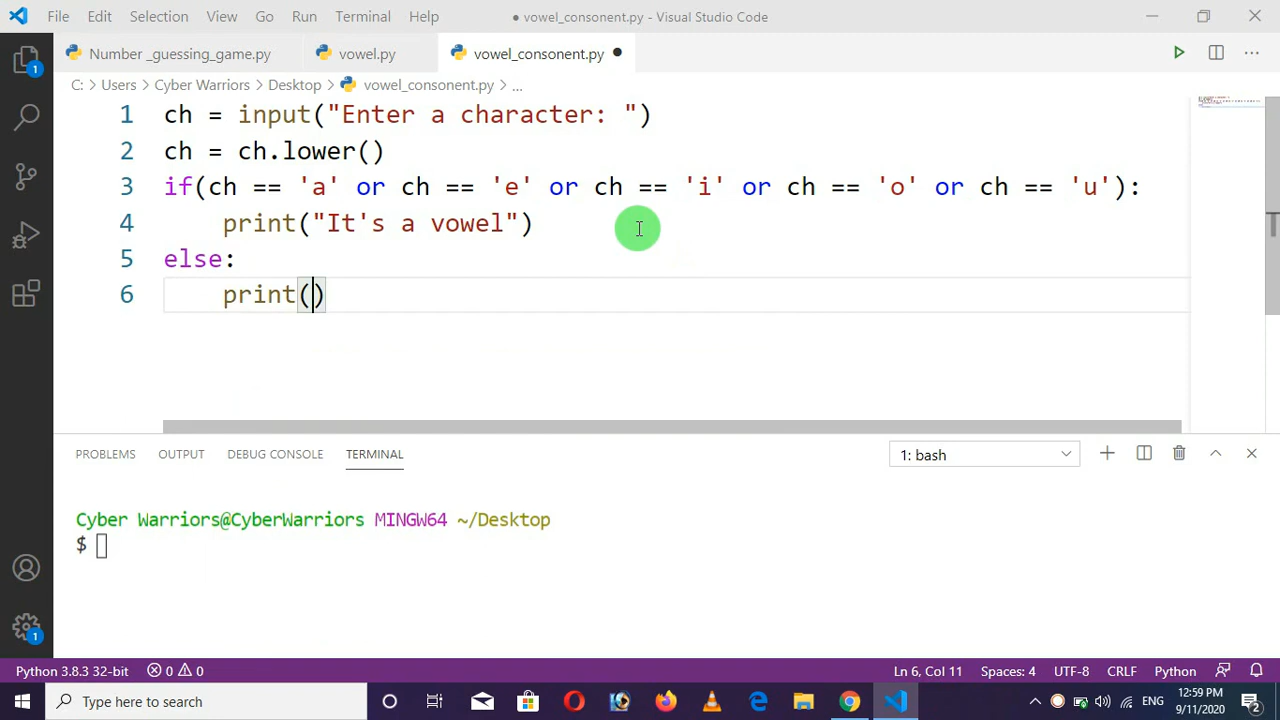 File Edit Selection View Go Run Terminal Help ● vowel_consonent.py - Visual Studio Code
Number _guessing_game.py vowel.py vowel_consonent.py ●
C: > Users > Cyber Warriors > Desktop > vowel_consonent.py > ...
1 ch = input("Enter a character: ")
2 ch = ch.lower()
3 if(ch == 'a' or ch == 'e' or ch == 'i' or ch == 'o' or ch == 'u'):
4 print("It's a vowel")
5 else:
6 print()
PROBLEMS OUTPUT DEBUG CONSOLE TERMINAL 1: bash
Cyber Warriors@CyberWarriors MINGW64 ~/Desktop
$
1
1
Python 3.8.3 32-bit 0 0 Ln 6, Col 11 Spaces: 4 UTF-8 CRLF Python
Type here to search ENG 12:59 PM
9/11/2020 2